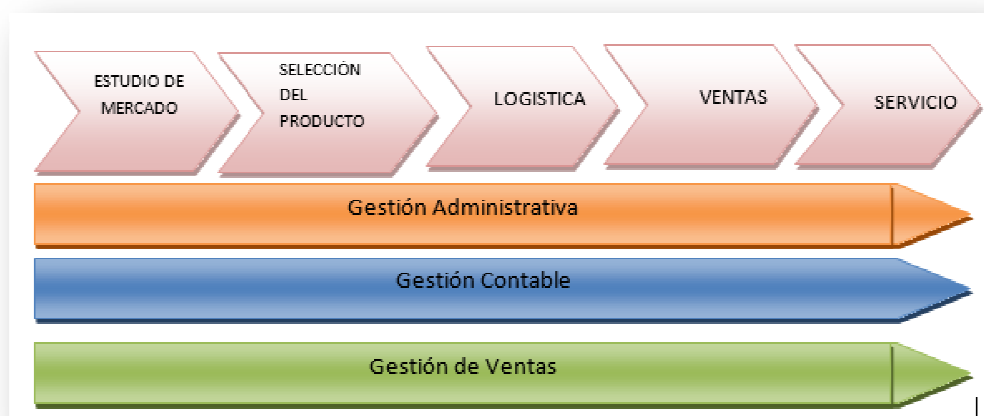 ESTUDIO DE
MERCADO
SELECCIÓN
DEL
PRODUCTO
LOGISTICA
VENTAS
SERVICIO
Gestión Administrativa
Gestión Contable
Gestión de Ventas